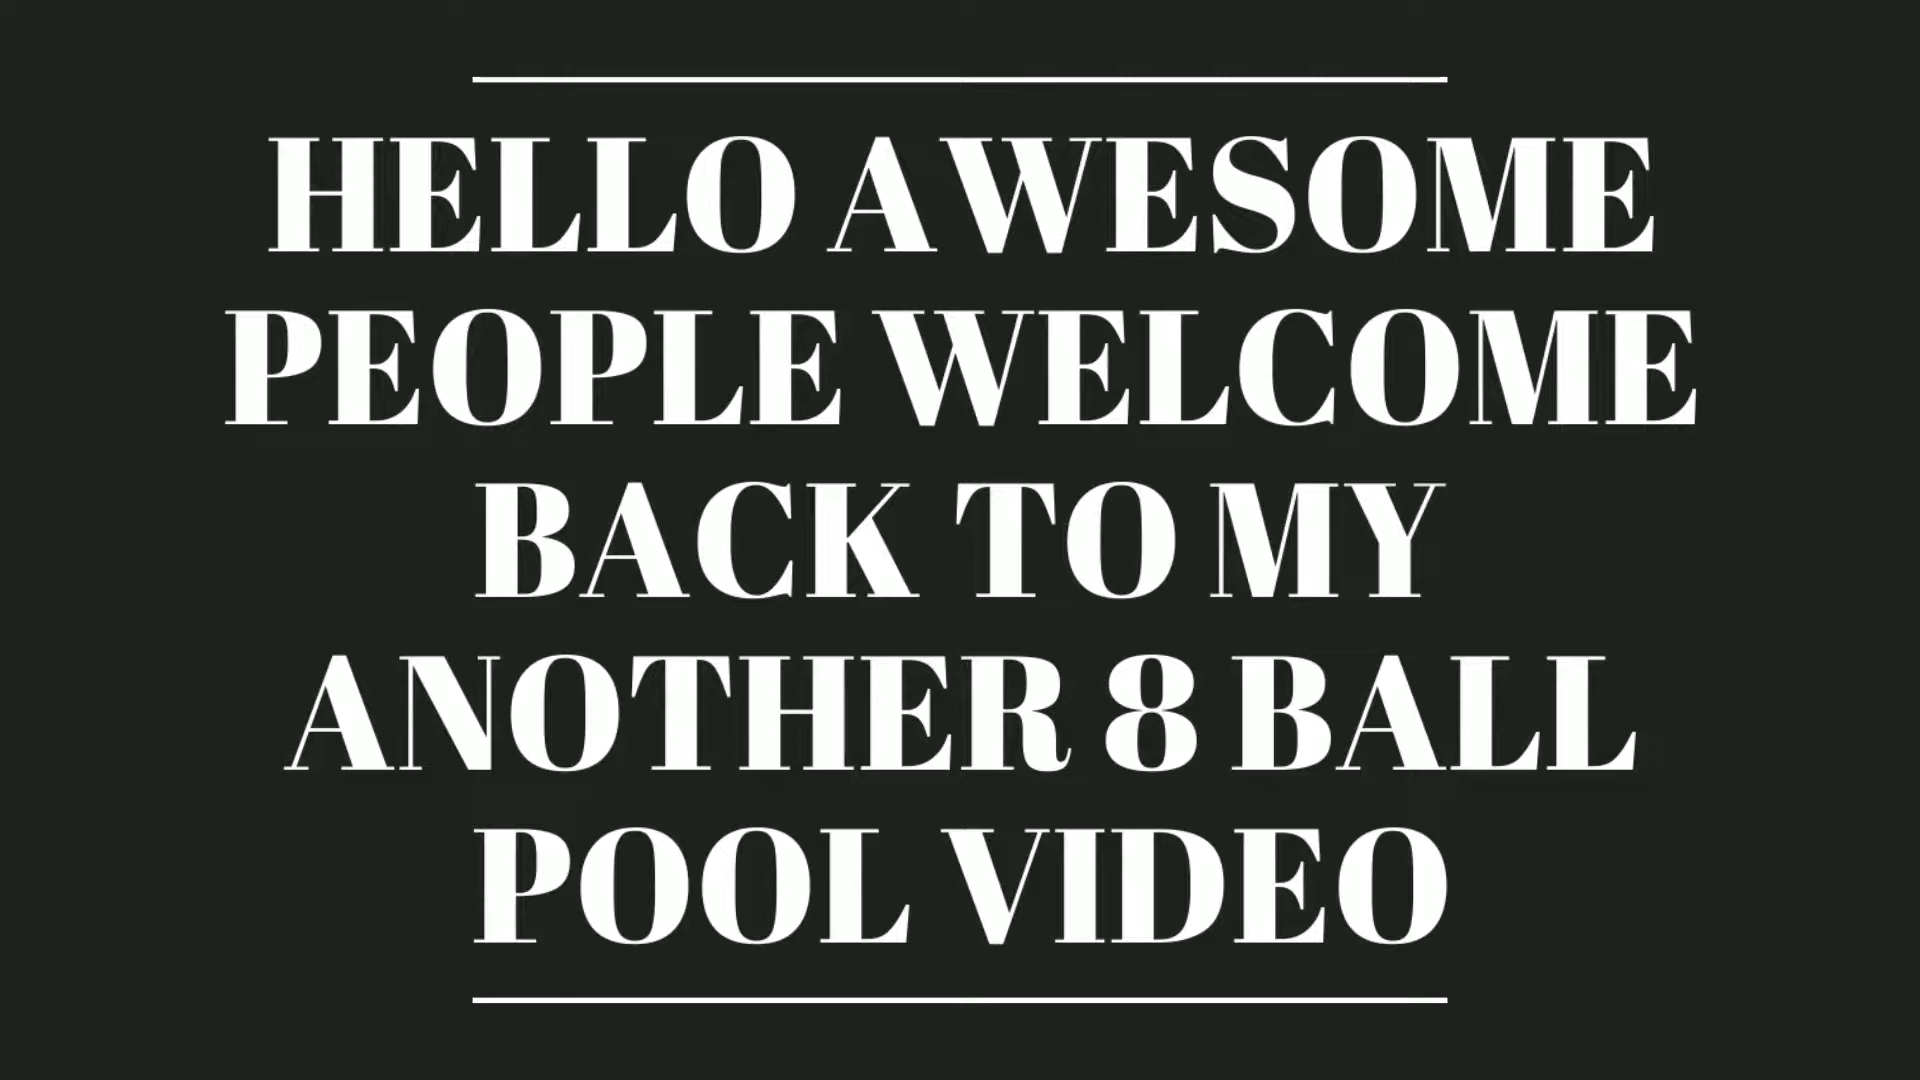 HELLO AWESOME
PEOPLE WELCOME
BACK TO MY
ANOTHER 8 BALL
POOL VIDEO